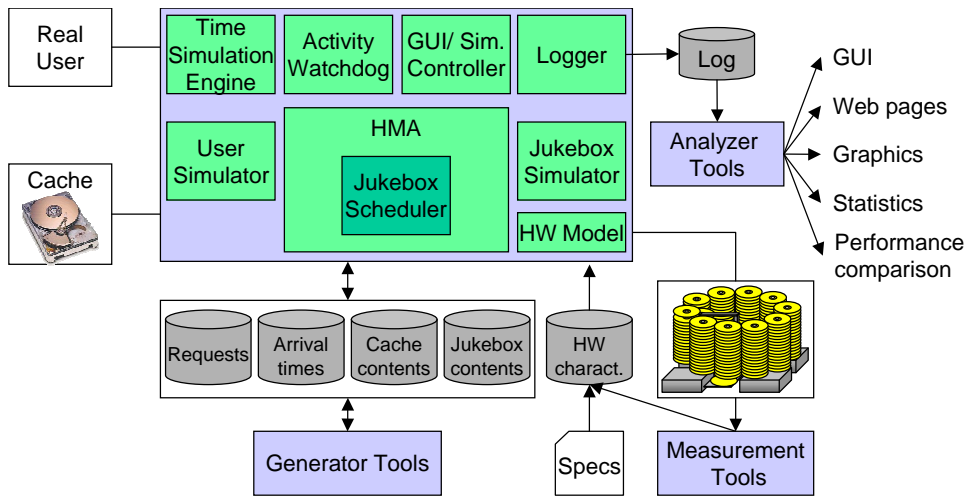 Real
User
Time
Simulation
Engine
Activity
Watchdog
GUI/ Sim.
Controller
Logger
Log
GUI
Web pages
Graphics
Statistics
Performance
comparison
Analyzer
Tools
User
Simulator
HMA
Jukebox
Scheduler
Jukebox
Simulator
HW Model
Cache
Requests
Arrival
times
Cache
contents
Jukebox
contents
HW
charact.
Generator Tools
Specs
Measurement
Tools